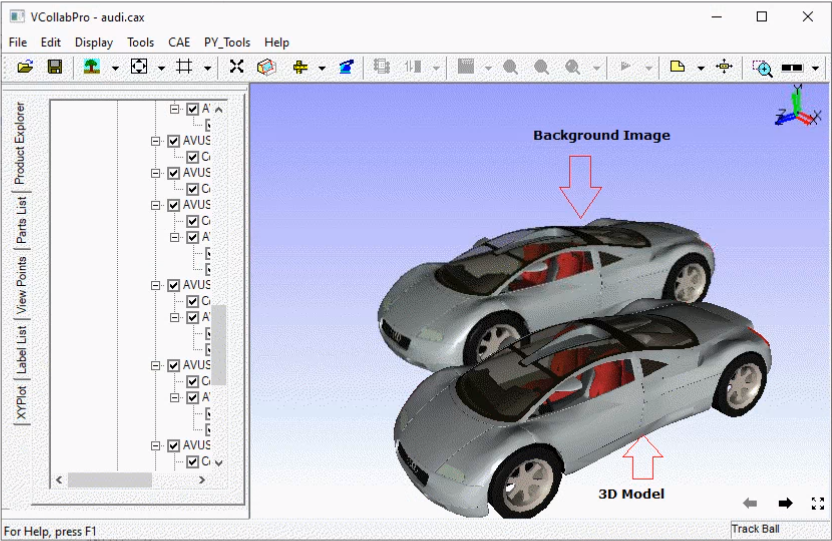 VCollabPro - audi.cax
File Edit Display Tools CAE PY_Tools Help
Product Explorer
Parts List
View Points
Label List
XYPlot
AVUS
AVUS
AVUS
AVUS
AVUS
AVUS
Background Image
Y
Z
X
3D Model
For Help, press F1
Track Ball